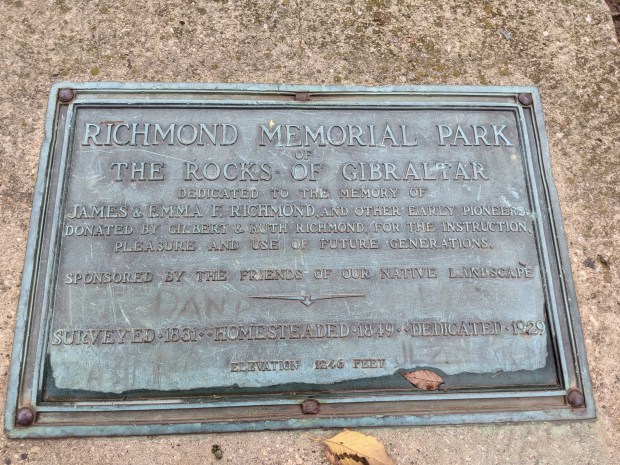 RICHMOND MEMORIAL PARK
OF
THE ROCKS OF GIBRALTAR
DEDICATED TO THE MEMORY OF
JAMES & EMMA F. RICHMOND, AND OTHER EARLY PIONEERS.
DONATED BY GILBERT & RUTH RICHMOND, FOR THE INSTRUCTION,
PLEASURE AND USE OF FUTURE GENERATIONS.
SPONSORED BY THE FRIENDS OF OUR NATIVE LANDSCAPE
DAN
SURVEYED · 1831 · HOMESTEADED · 1849 · DEDICATED · 1929
ELEVATION 1246 FEET